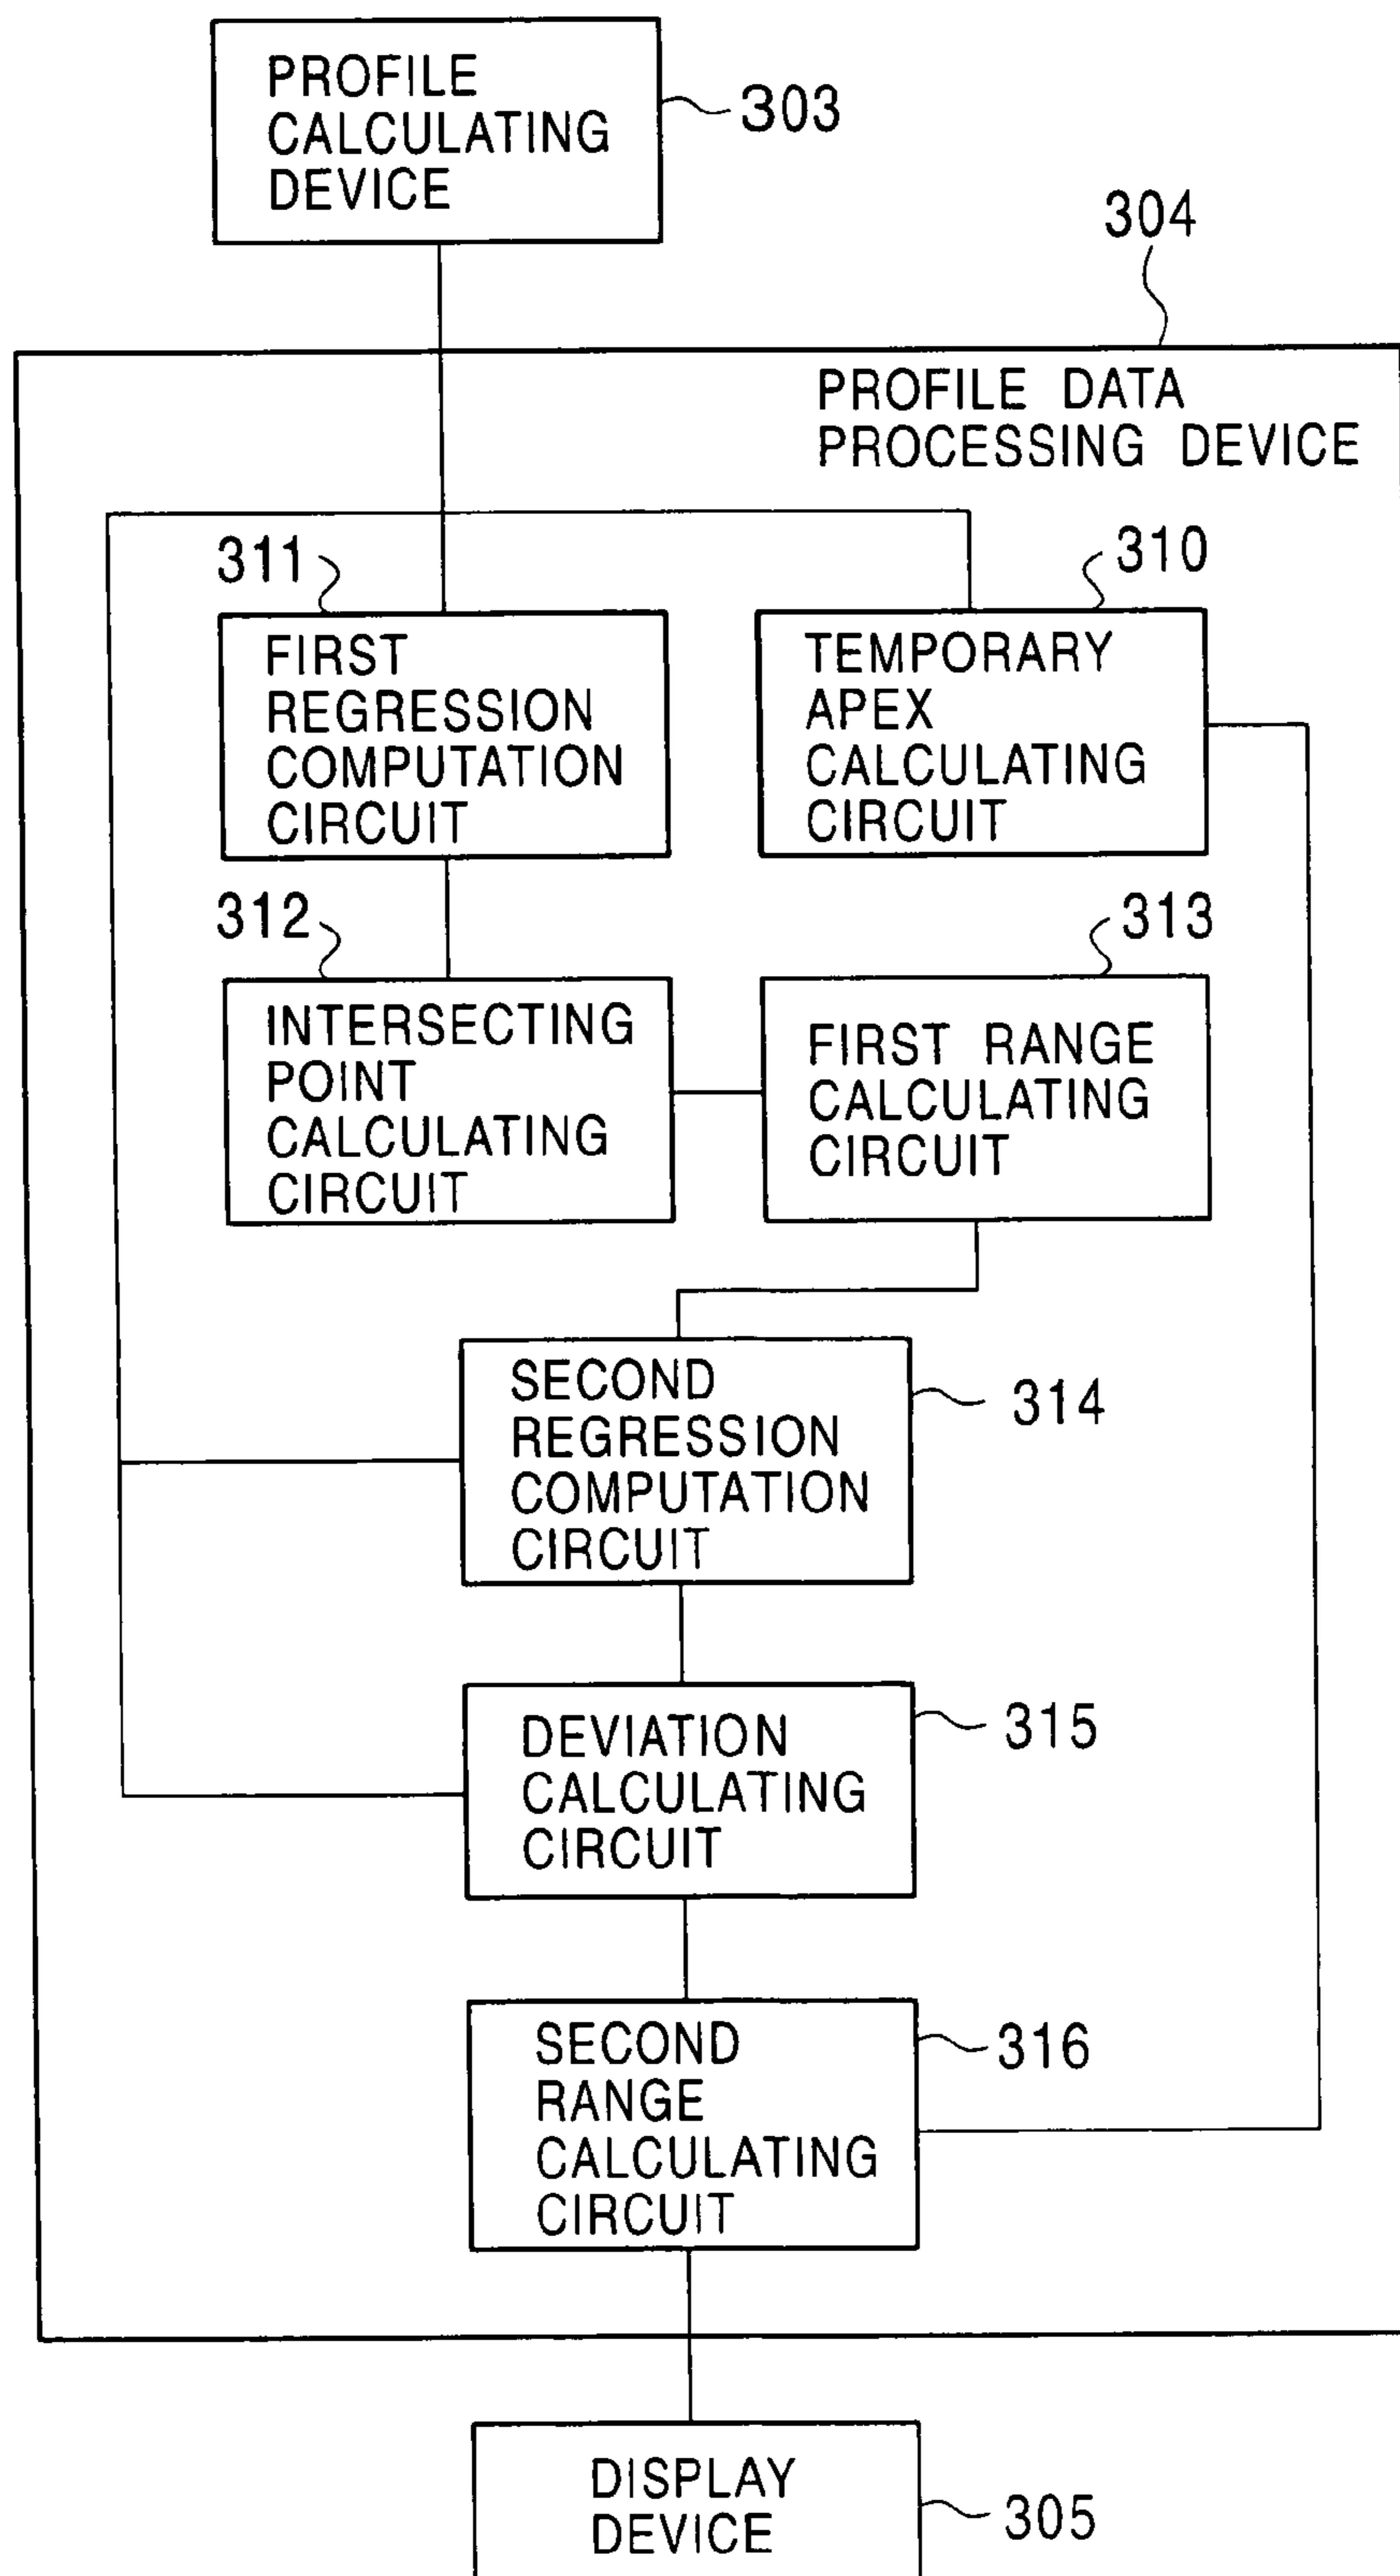 PROFILE
CALCULATING
DEVICE
303
304
PROFILE DATA
PROCESSING DEVICE
311
310
FIRST
REGRESSION
COMPUTATION
CIRCUIT
TEMPORARY
APEX
CALCULATING
CIRCUIT
312
313
INTERSECTING
POINT
CALCULATING
CIRCUIT
FIRST RANGE
CALCULATING
CIRCUIT
SECOND
REGRESSION
COMPUTATION
CIRCUIT
314
DEVIATION
CALCULATING
CIRCUIT
315
SECOND
RANGE
CALCULATING
CIRCUIT
316
DISPLAY
DEVICE
305